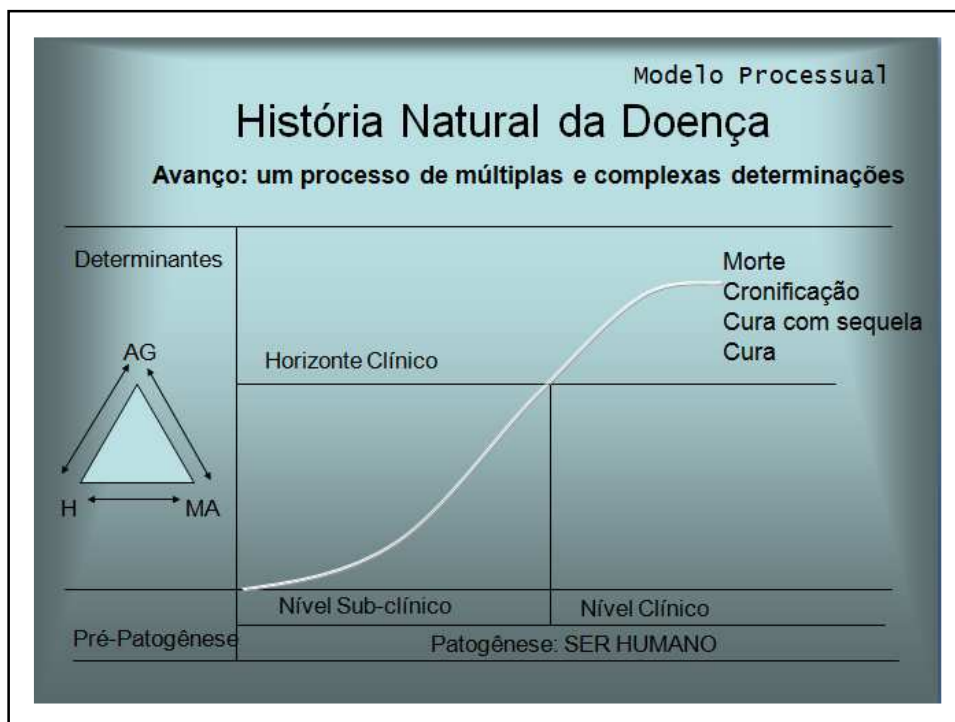 Modelo Processual
História Natural da Doença
Avanço: um processo de múltiplas e complexas determinações
Determinantes
AG
H
MA
Horizonte Clínico
Morte
Cronificação
Cura com sequela
Cura
Nível Sub-clínico
Nível Clínico
Pré-Patogênese
Patogênese: SER HUMANO